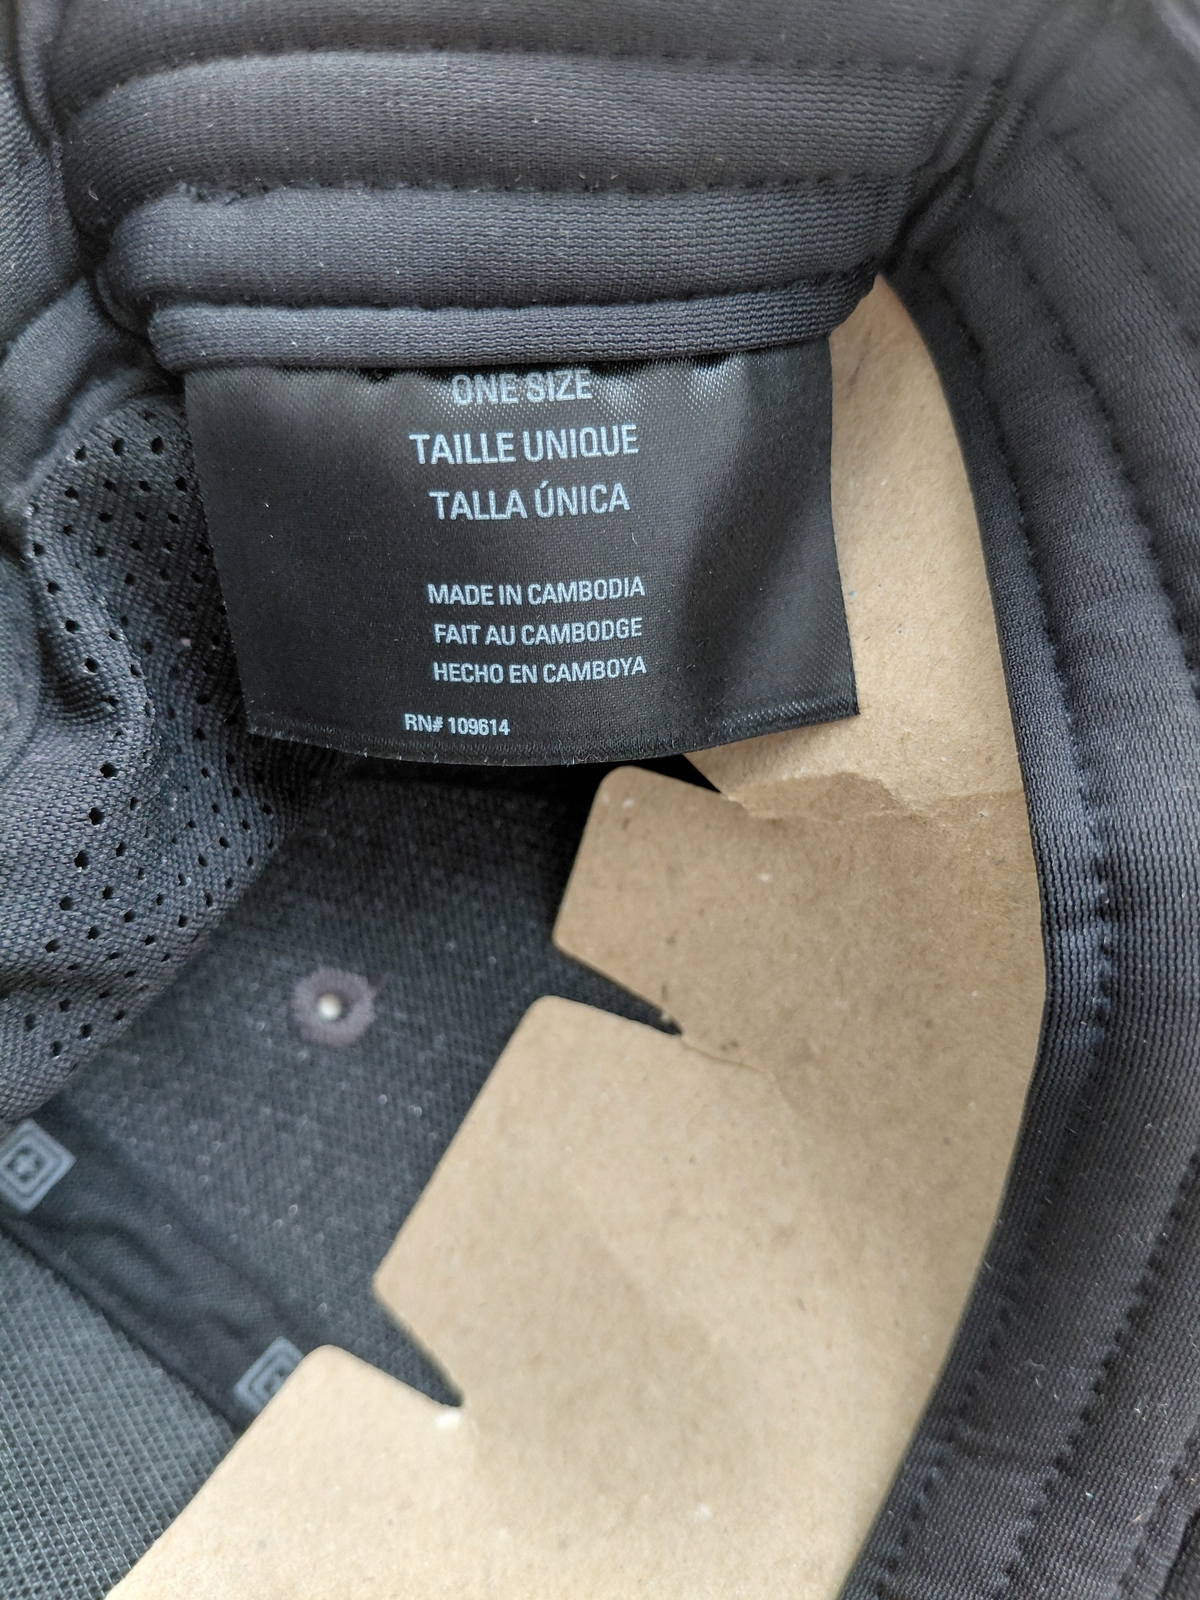 ONE SIZE
TAILLE UNIQUE
TALLA ÚNICA
MADE IN CAMBODIA
FAIT AU CAMBODGE
HECHO EN CAMBOYA
RN# 109614